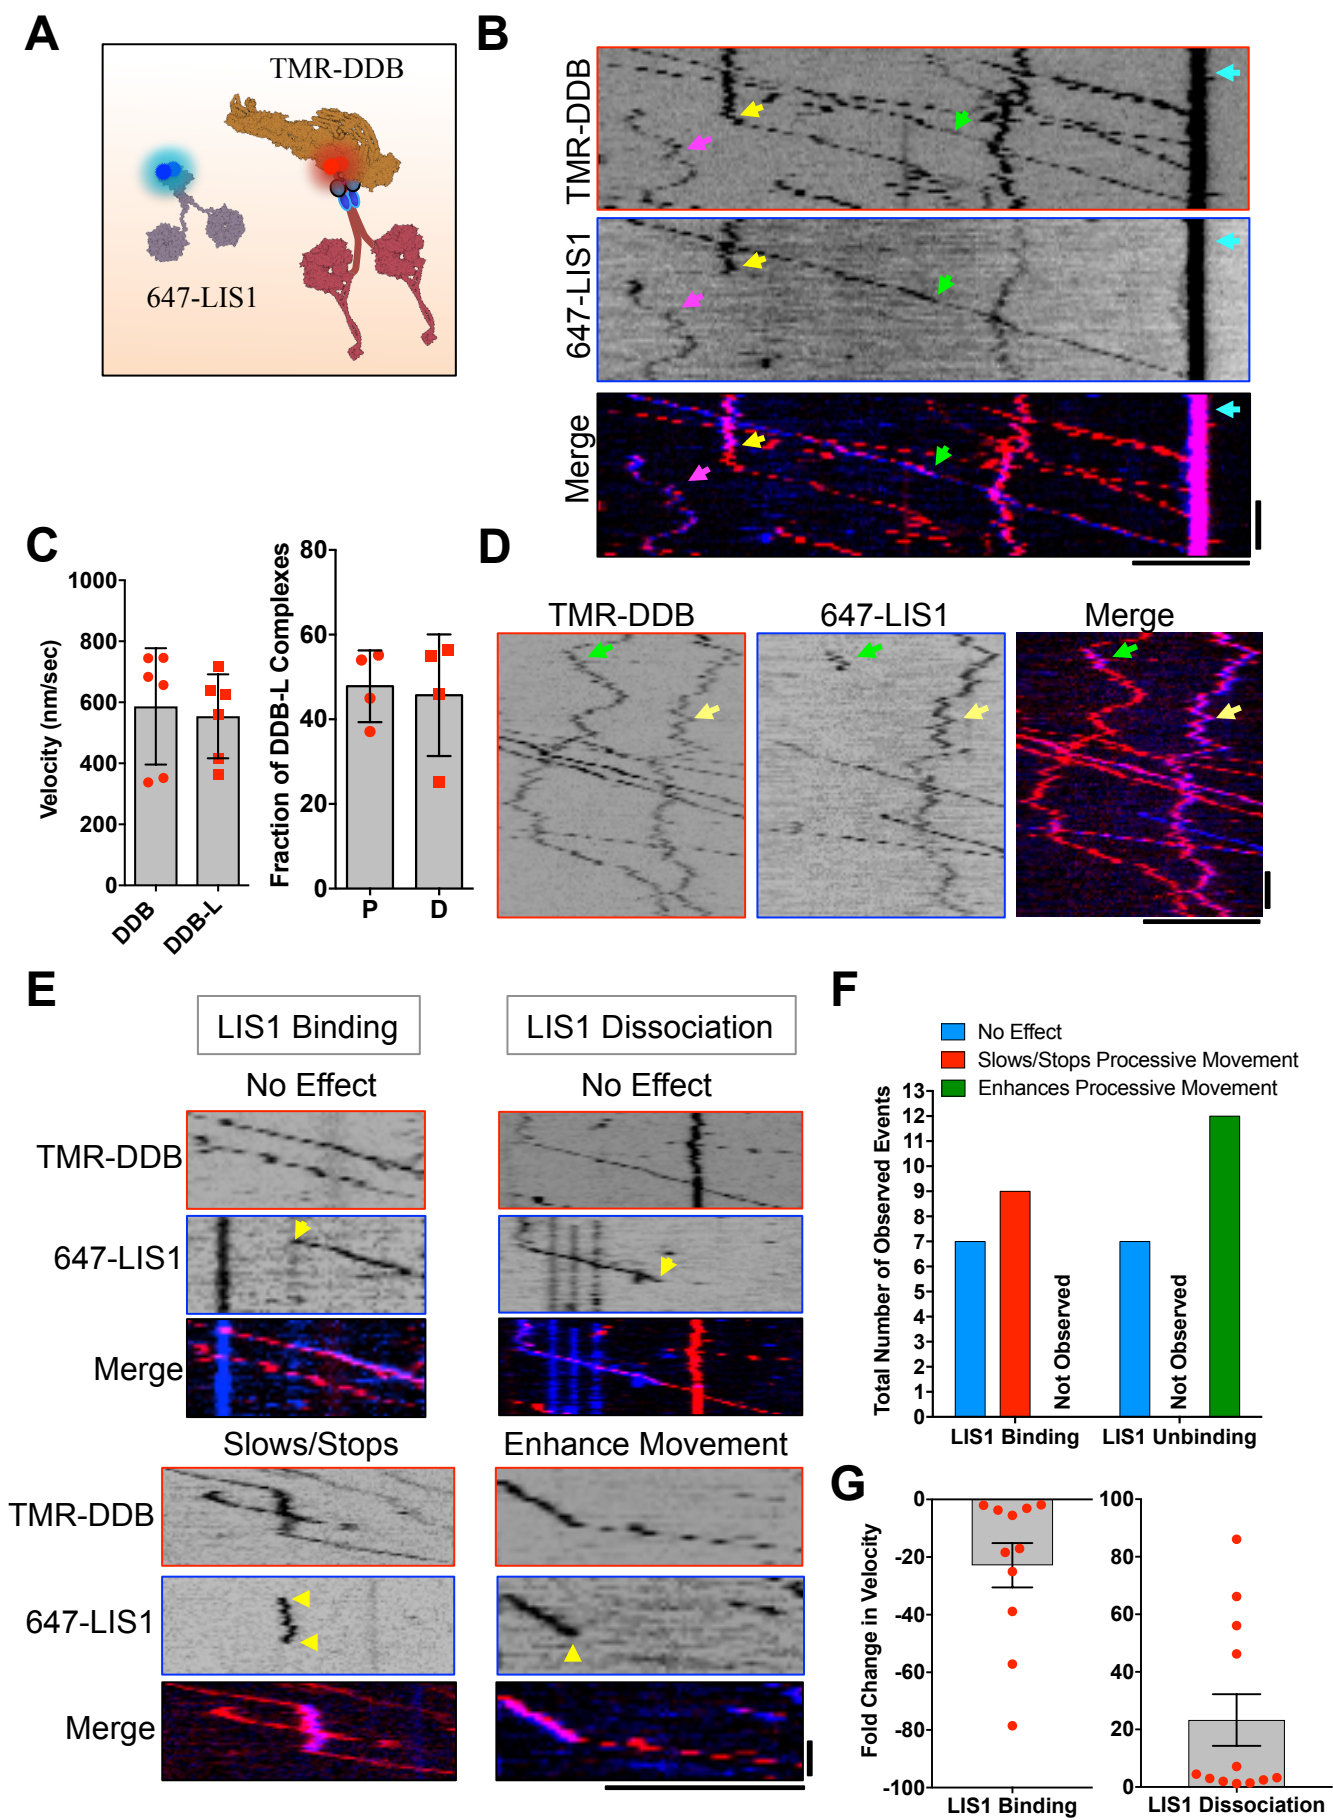 A
TMR-DDB
647-LIS1
B
TMR-DDB
647-LIS1
Merge
C
Velocity (nm/sec)
1000
800
600
400
200
0
DDB
DDB-L
Fraction of DDB-L Complexes
80
60
40
20
0
P
D
D
TMR-DDB
647-LIS1
Merge
E
LIS1 Binding
LIS1 Dissociation
No Effect
No Effect
TMR-DDB
647-LIS1
Merge
Slows/Stops
Enhance Movement
TMR-DDB
647-LIS1
Merge
F
No Effect
Slows/Stops Processive Movement
Enhances Processive Movement
Total Number of Observed Events
13
12
11
10
9
8
7
6
5
4
3
2
1
0
Not Observed
Not Observed
LIS1 Binding
LIS1 Unbinding
G
Fold Change in Velocity
0
-20
-40
-60
-80
-100
LIS1 Binding
100
80
60
40
20
0
LIS1 Dissociation